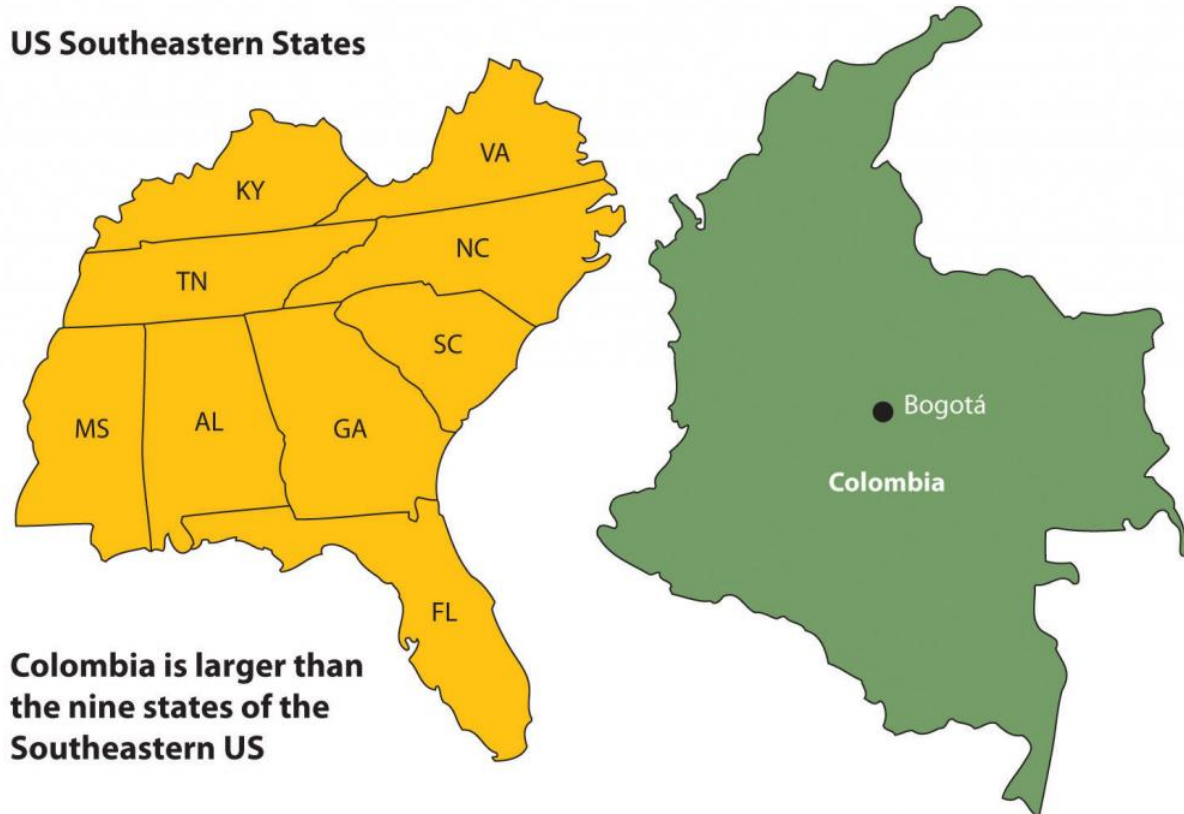 US Southeastern States
VA
KY
NC
TN
SC
MS
AL
GA
FL
Bogotá
Colombia
Colombia is larger than
the nine states of the
Southeastern US